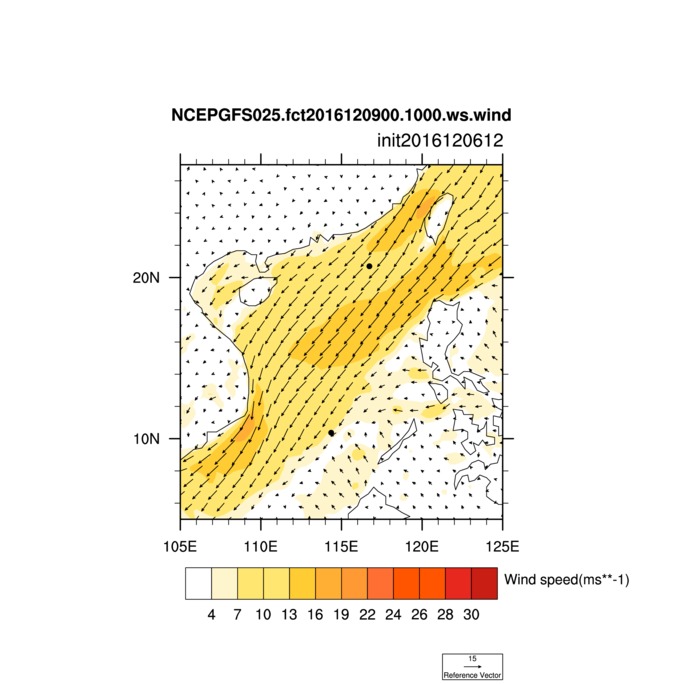 NCEPGFS025.fct2016120900.1000.ws.wind
init2016120612
20N
10N
105E 110E 115E 120E 125E
Wind speed(ms**-1)
4 7 10 13 16 19 22 24 26 28 30
15
Reference Vector